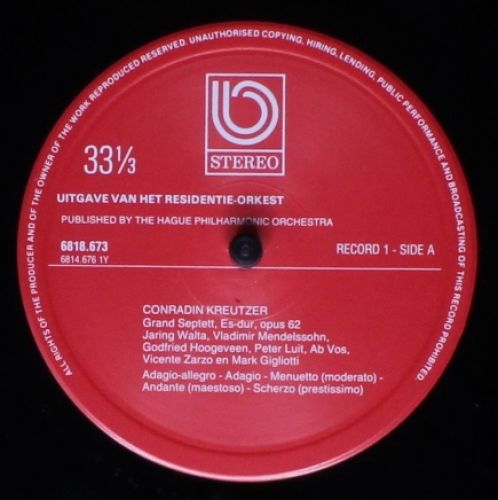 ALL RIGHTS OF THE PRODUCER AND OF THE OWNER OF THE WORK REPRODUCED RESERVED. UNAUTHORISED COPYING, HIRING, LENDING, PUBLIC PERFORMANCE AND BROADCASTING OF THIS RECORD PROHIBITED.
b
STEREO
33⅓
UITGAVE VAN HET RESIDENTIE-ORKEST
PUBLISHED BY THE HAGUE PHILHARMONIC ORCHESTRA
6818.673 RECORD 1 - SIDE A
6814.676 1Y
CONRADIN KREUTZER
Grand Septett, Es-dur, opus 62
Jaring Walta, Vladimir Mendelssohn,
Godfried Hoogeveen, Peter Luit, Ab Vos,
Vicente Zarzo en Mark Gigliotti
Adagio-allegro - Adagio - Menuetto (moderato) -
Andante (maestoso) - Scherzo (prestissimo)